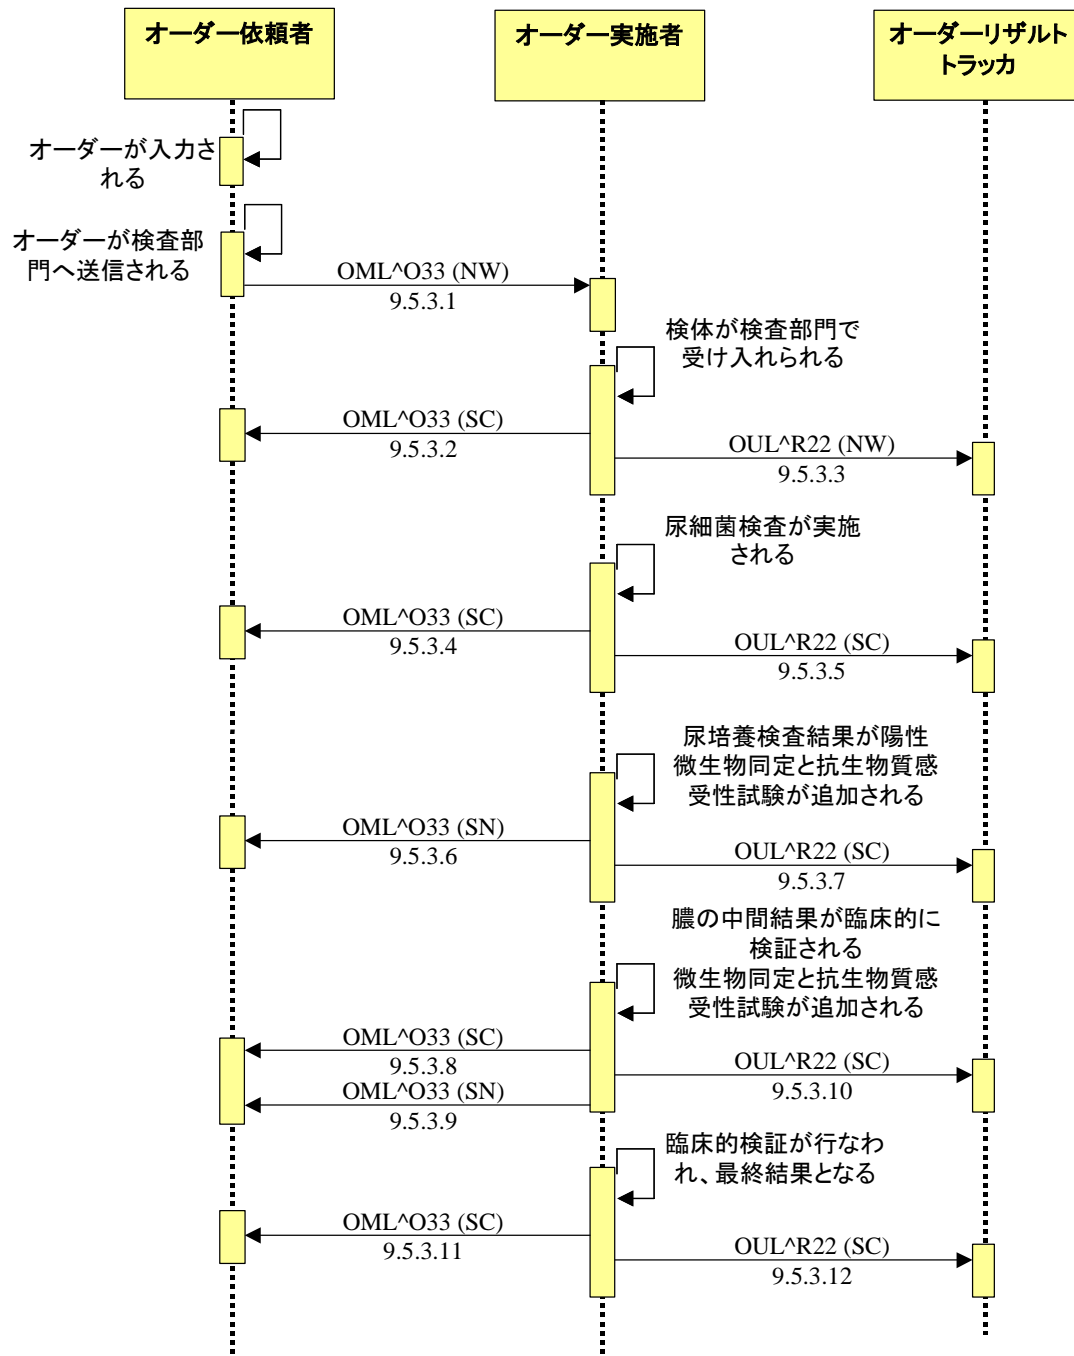 オーダー依頼者
オーダー実施者
オーダーリザルト
トラッカ
オーダーが入力さ
れる
オーダーが検査部
門へ送信される
OML^O33 (NW)
9.5.3.1
検体が検査部門で
受け入れられる
OML^O33 (SC)
9.5.3.2
OUL^R22 (NW)
9.5.3.3
尿細菌検査が実施
される
OML^O33 (SC)
9.5.3.4
OUL^R22 (SC)
9.5.3.5
尿培養検査結果が陽性
微生物同定と抗生物質感
受性試験が追加される
OML^O33 (SN)
9.5.3.6
OUL^R22 (SC)
9.5.3.7
膿の中間結果が臨床的に
検証される
微生物同定と抗生物質感
受性試験が追加される
OML^O33 (SC)
9.5.3.8
OUL^R22 (SC)
9.5.3.10
OML^O33 (SN)
9.5.3.9
臨床的検証が行なわ
れ、最終結果となる
OML^O33 (SC)
9.5.3.11
OUL^R22 (SC)
9.5.3.12